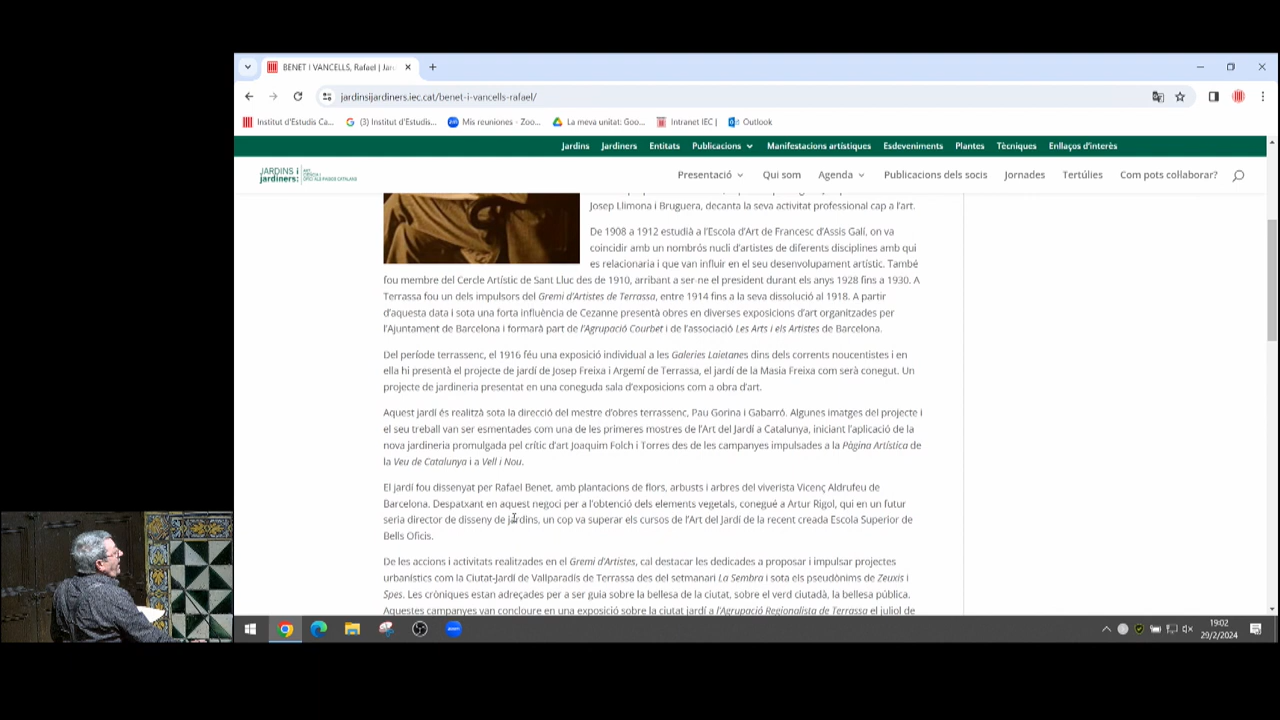 BENET I VANCELLS, Rafael | Jar
jardinsijardiners.iec.cat/benet-i-vancells-rafael/
Institut d'Estudis Ca... (3) Institut d'Estudis... Mis reuniones - Zoo... La meva unitat: Goo... Intranet IEC | Outlook
Jardins Jardiners Entitats Publicacions Manifestacions artístiques Esdeveniments Plantes Tècniques Enllaços d'interès
JARDINS i
jardiners:
Presentació Qui som Agenda Publicacions dels socis Jornades Tertúlies Com pots collaborar?
Josep Llimona i Bruguera, decanta la seva activitat professional cap a l'art.
De 1908 a 1912 estudià a l'Escola d'Art de Francesc d'Assis Galí, on va
coincidir amb un nombrós nucli d'artistes de diferents disciplines amb qui
es relacionaria i que van influir en el seu desenvolupament artístic. També
fou membre del Cercle Artístic de Sant Lluc des de 1910, arribant a ser-ne el president durant els anys 1928 fins a 1930. A
Terrassa fou un dels impulsors del Gremi d'Artistes de Terrassa, entre 1914 fins a la seva dissolució al 1918. A partir
d'aquesta data i sota una forta influència de Cezanne presentà obres en diverses exposicions d'art organitzades per
l'Ajuntament de Barcelona i formarà part de l'Agrupació Courbet i de l'associació Les Arts i els Artistes de Barcelona.
Del període terrassenc, el 1916 féu una exposició individual a les Galeries Laietanes dins dels corrents noucentistes i en
ella hi presentà el projecte de jardí de Josep Freixa i Argemí de Terrassa, el jardí de la Masia Freixa com serà conegut. Un
projecte de jardineria presentat en una coneguda sala d'exposicions com a obra d'art.
Aquest jardí és realitzà sota la direcció del mestre d'obres terrassenc, Pau Gorina i Gabarró. Algunes imatges del projecte i
el seu treball van ser esmentades com una de les primeres mostres de l'Art del Jardí a Catalunya, iniciant l'aplicació de la
nova jardineria promulgada pel crític d'art Joaquim Folch i Torres des de les campanyes impulsades a la Pàgina Artística de
la Veu de Catalunya i a Vell i Nou.
El jardí fou dissenyat per Rafael Benet, amb plantacions de flors, arbusts i arbres del viverista Vicenç Aldrufeu de
Barcelona. Despatxant en aquest negoci per a l'obtenció dels elements vegetals, conegué a Artur Rigol, qui en un futur
seria director de disseny de jardins, un cop va superar els cursos de l'Art del Jardí de la recent creada Escola Superior de
Bells Oficis.
De les accions i activitats realitzades en el Gremi d'Artistes, cal destacar les dedicades a proposar i impulsar projectes
urbanístics com la Ciutat-Jardí de Vallparadís de Terrassa des del setmanari La Sembra i sota els pseudònims de Zeuxis i
Spes. Les cròniques estan adreçades per a ser guia sobre la bellesa de la ciutat, sobre el verd ciutadà, la bellesa pública.
Aquestes campanyes van concloure en una exposició sobre la ciutat jardí a l'Agrupació Regionalista de Terrassa el juliol de
19:02
29/2/2024